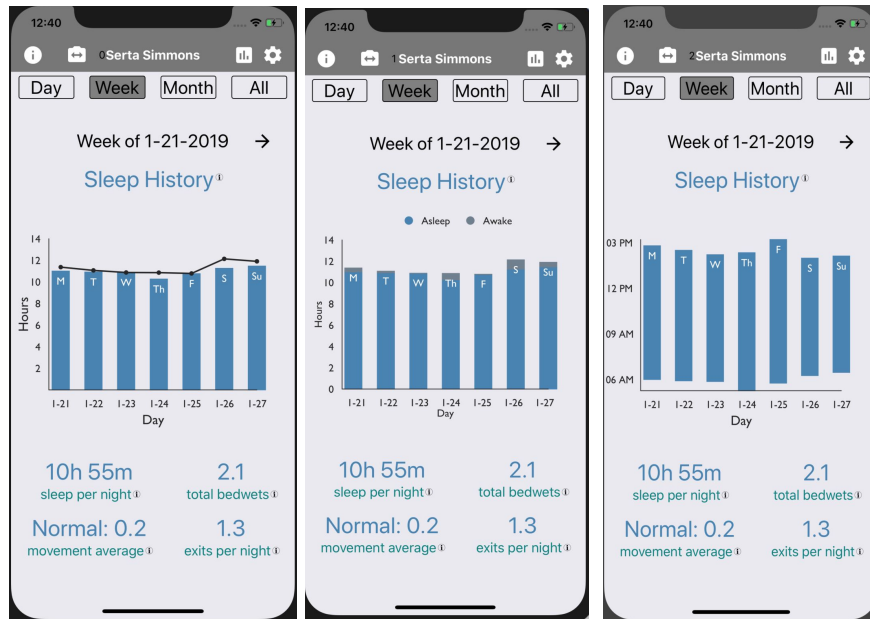 12:40
0Serta Simmons
Day Week Month All
Week of 1-21-2019 →
Sleep History
14
12
10
8
6
4
2
Hours
M T W Th F S Su
1-21 1-22 1-23 1-24 1-25 1-26 1-27
Day
10h 55m 2.1
sleep per night total bedwets
Normal: 0.2 1.3
movement average exits per night
12:40
1 Serta Simmons
Day Week Month All
Week of 1-21-2019 →
Sleep History
Asleep Awake
14
12
10
8
6
4
2
0
Hours
M T W Th F S Su
1-21 1-22 1-23 1-24 1-25 1-26 1-27
Day
10h 55m 2.1
sleep per night total bedwets
Normal: 0.2 1.3
movement average exits per night
12:40
2Serta Simmons
Day Week Month All
Week of 1-21-2019 →
Sleep History
03 PM
12 PM
09 AM
06 AM
M T W Th F S Su
1-21 1-22 1-23 1-24 1-25 1-26 1-27
Day
10h 55m 2.1
sleep per night total bedwets
Normal: 0.2 1.3
movement average exits per night